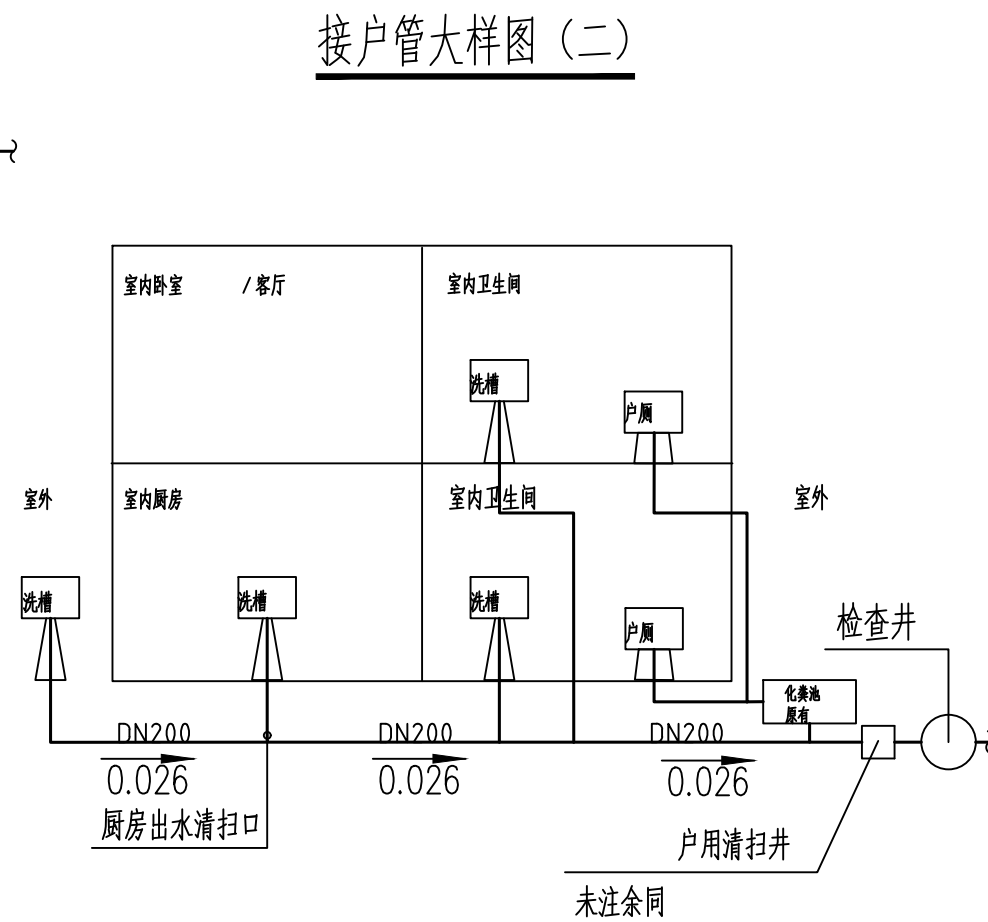 接户管大样图（二）
室内卧室 /客厅
室内卫生间
洗槽
户厕
室外
室内厨房
室内卫生间
室外
洗槽
洗槽
洗槽
户厕
检查井
化粪池
原有
DN200
DN200
DN200
0.026
0.026
0.026
厨房出水清扫口
户用清扫井
未注余同